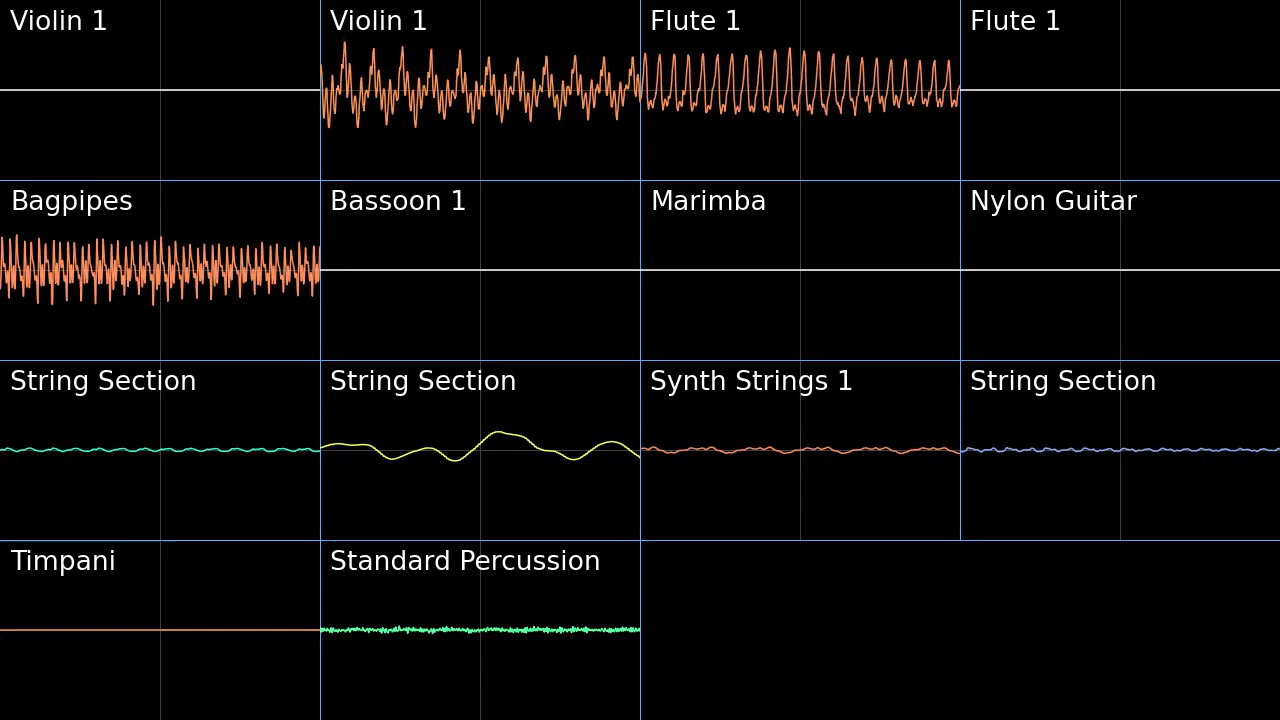 Violin 1
Violin 1
Flute 1
Flute 1
Bagpipes
Bassoon 1
Marimba
Nylon Guitar
String Section
String Section
Synth Strings 1
String Section
Timpani
Standard Percussion